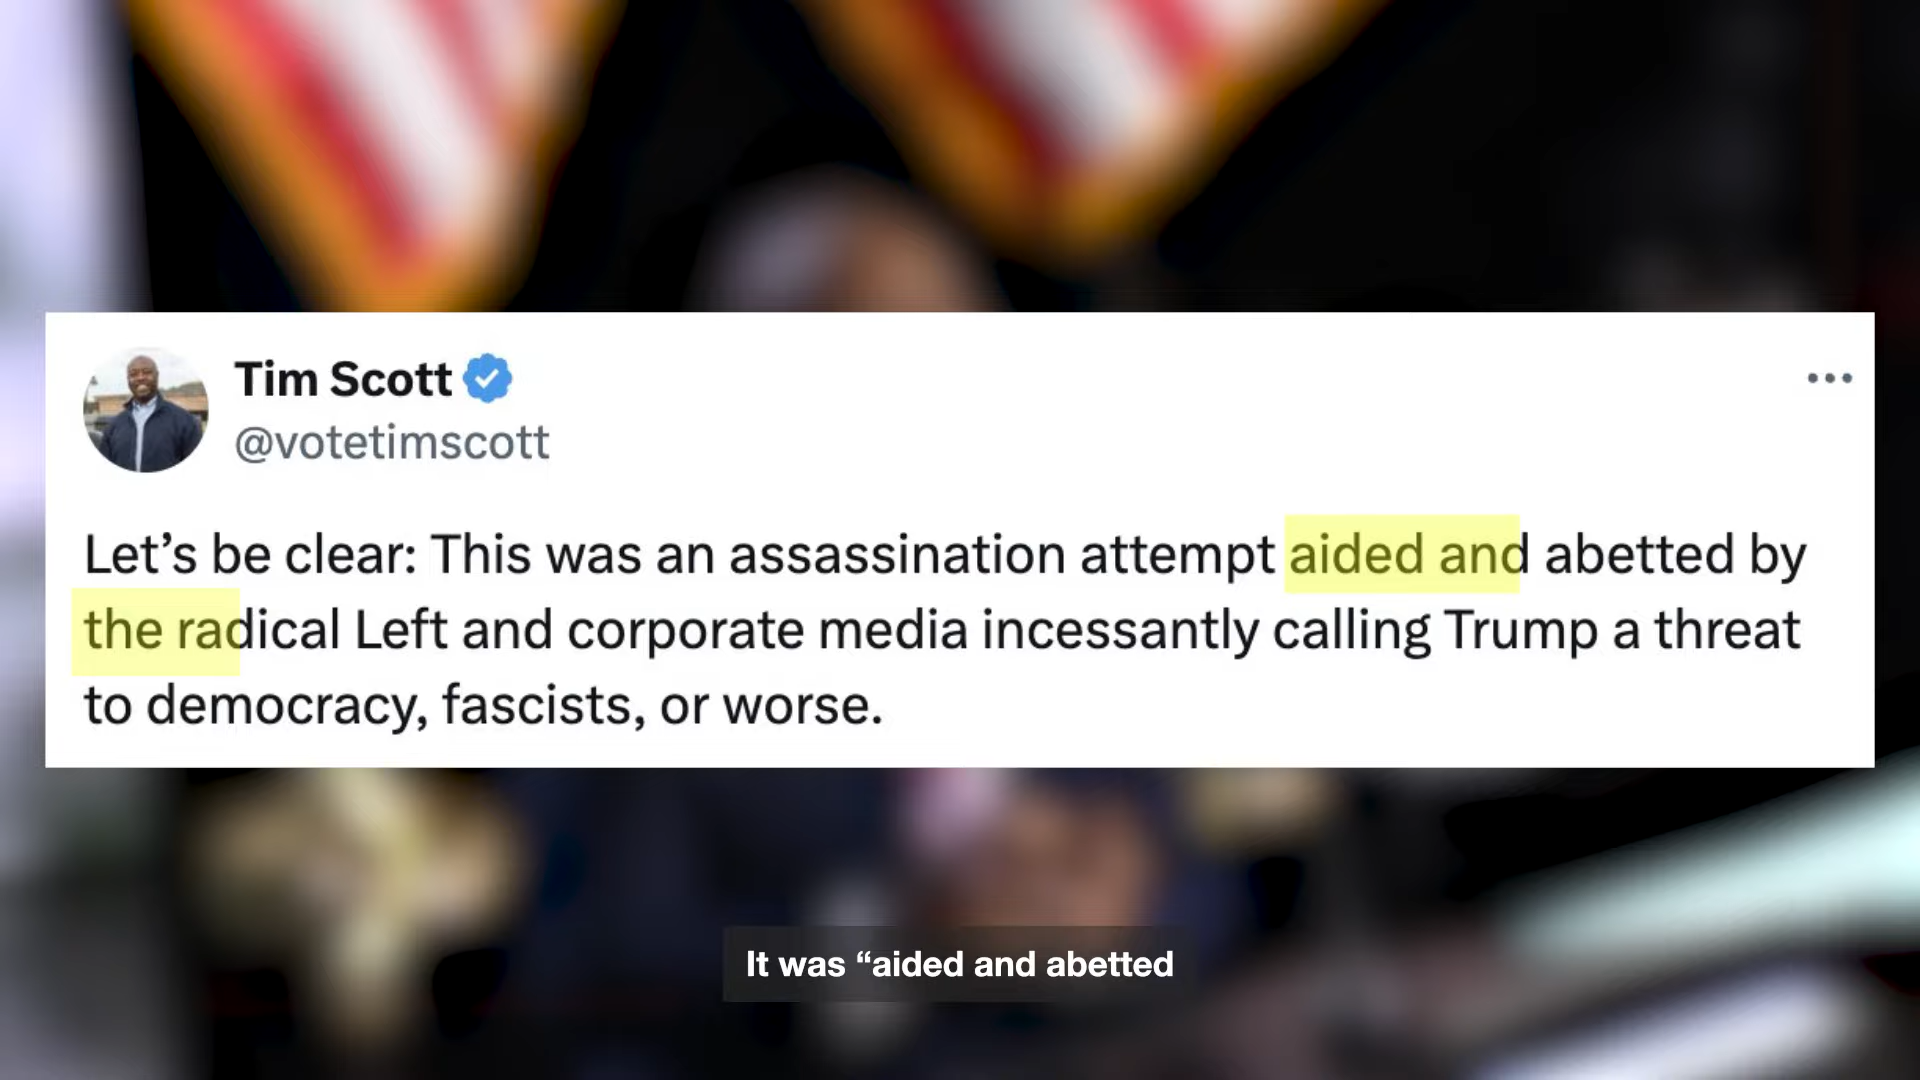 Tim Scott
@votetimscott
Let’s be clear: This was an assassination attempt aided and abetted by
the radical Left and corporate media incessantly calling Trump a threat
to democracy, fascists, or worse.
It was “aided and abetted